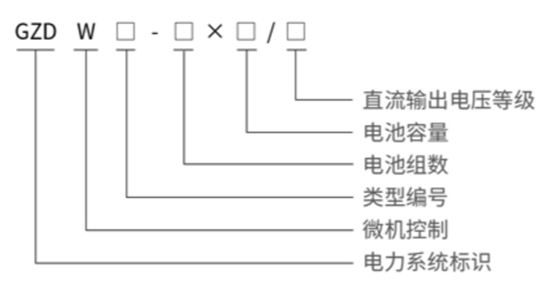 GZD W □ - □ × □ / □
直流输出电压等级
电池容量
电池组数
类型编号
微机控制
电力系统标识